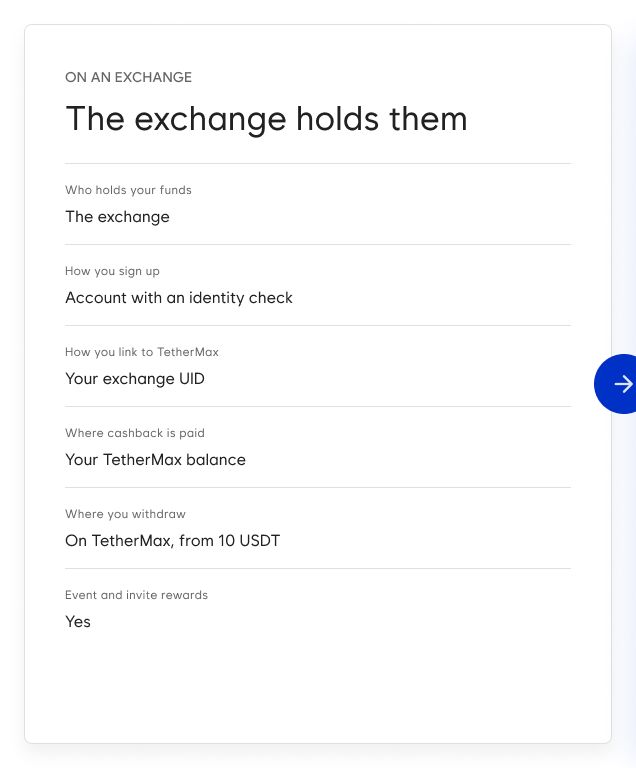 ON AN EXCHANGE
The exchange holds them
Who holds your funds
The exchange
How you sign up
Account with an identity check
How you link to TetherMax
Your exchange UID
Where cashback is paid
Your TetherMax balance
Where you withdraw
On TetherMax, from 10 USDT
Event and invite rewards
Yes